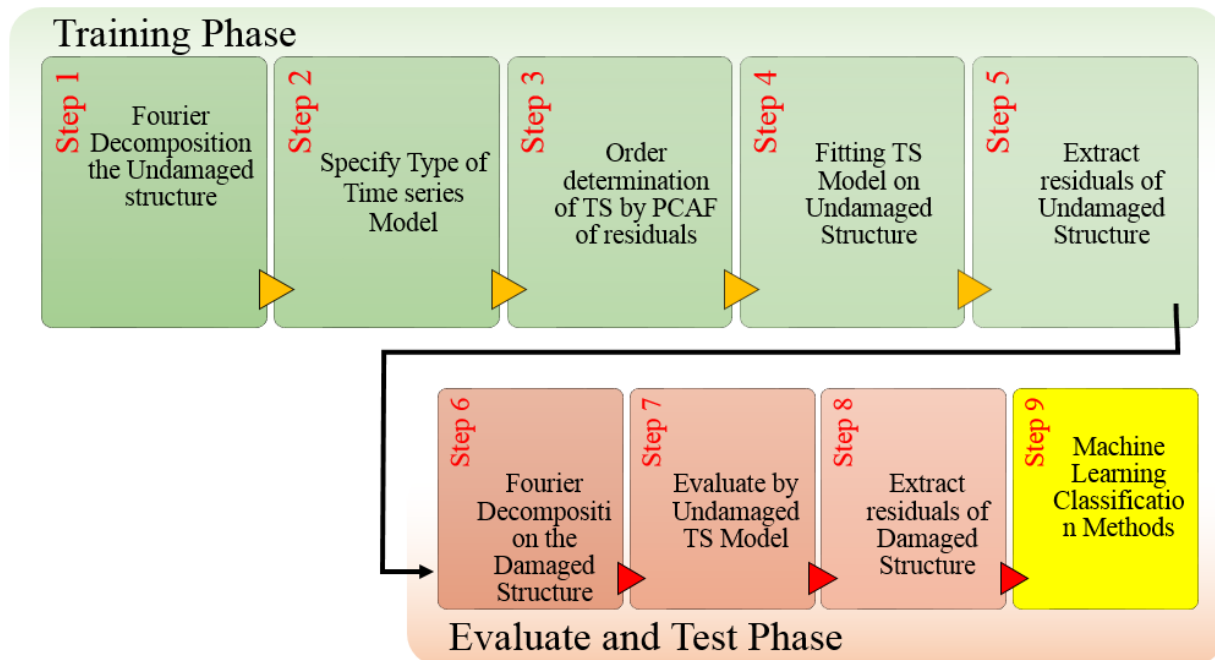 Training Phase
Step 1
Fourier
Decomposition
the Undamaged
structure
Step 2
Specify Type of
Time series
Model
Step 3
Order
determination
of TS by PCAF
of residuals
Step 4
Fitting TS
Model on
Undamaged
Structure
Step 5
Extract
residuals of
Undamaged
Structure
Step 6
Fourier
Decompositi
on the
Damaged
Structure
Step 7
Evaluate by
Undamaged
TS Model
Step 8
Extract
residuals of
Damaged
Structure
Step 9
Machine
Learning
Classificatio
n Methods
Evaluate and Test Phase